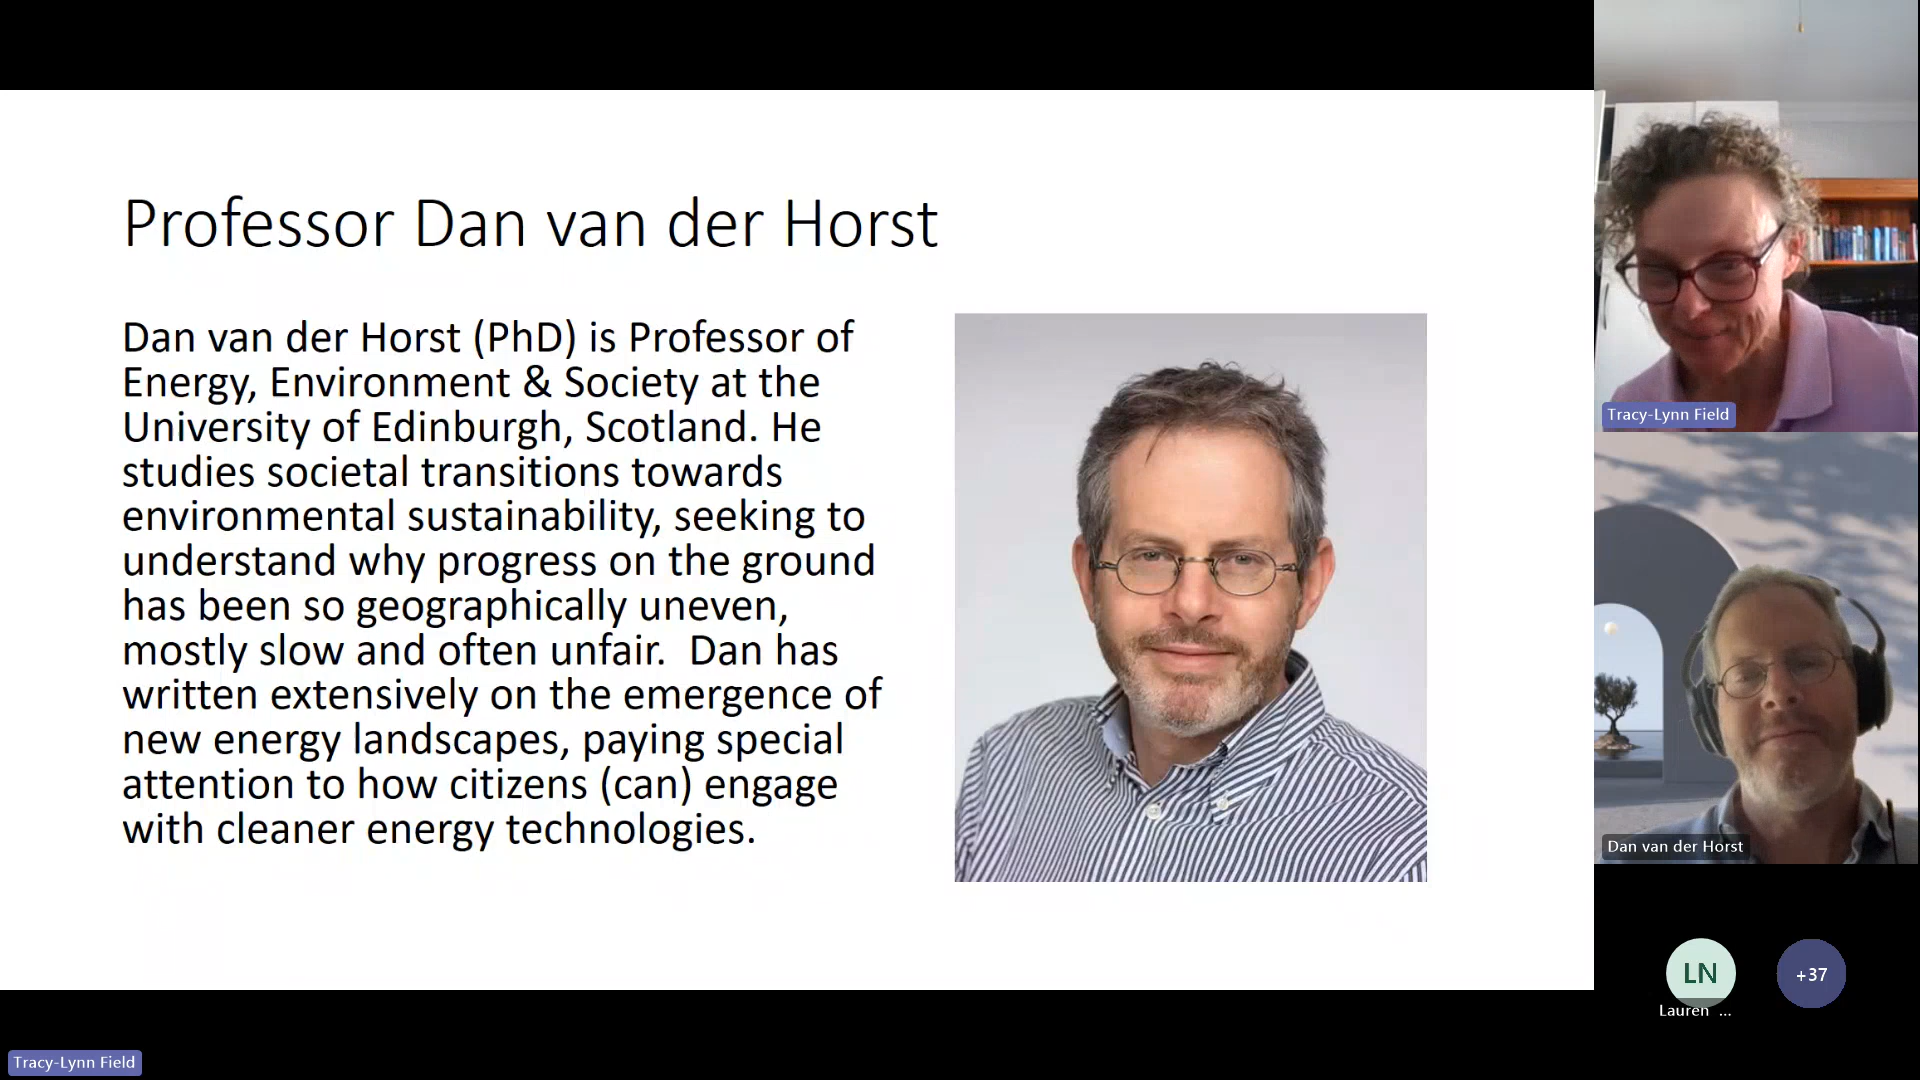 Professor Dan van der Horst
Dan van der Horst (PhD) is Professor of
Energy, Environment & Society at the
University of Edinburgh, Scotland. He
studies societal transitions towards
environmental sustainability, seeking to
understand why progress on the ground
has been so geographically uneven,
mostly slow and often unfair.  Dan has
written extensively on the emergence of
new energy landscapes, paying special
attention to how citizens (can) engage
with cleaner energy technologies.
Tracy-Lynn Field
Dan van der Horst
LN
+37
Lauren ...
Tracy-Lynn Field